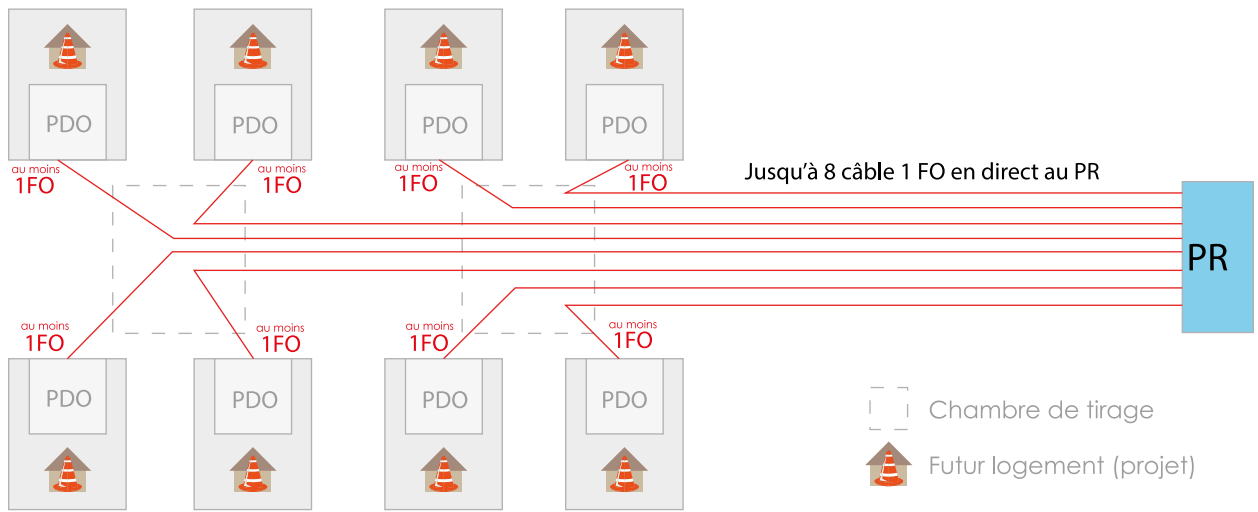 PDO
PDO
PDO
PDO
au moins
1FO
au moins
1FO
au moins
1FO
au moins
1FO
Jusqu'à 8 câble 1 FO en direct au PR
PR
au moins
1FO
au moins
1FO
au moins
1FO
au moins
1FO
PDO
PDO
PDO
PDO
Chambre de tirage
Futur logement (projet)